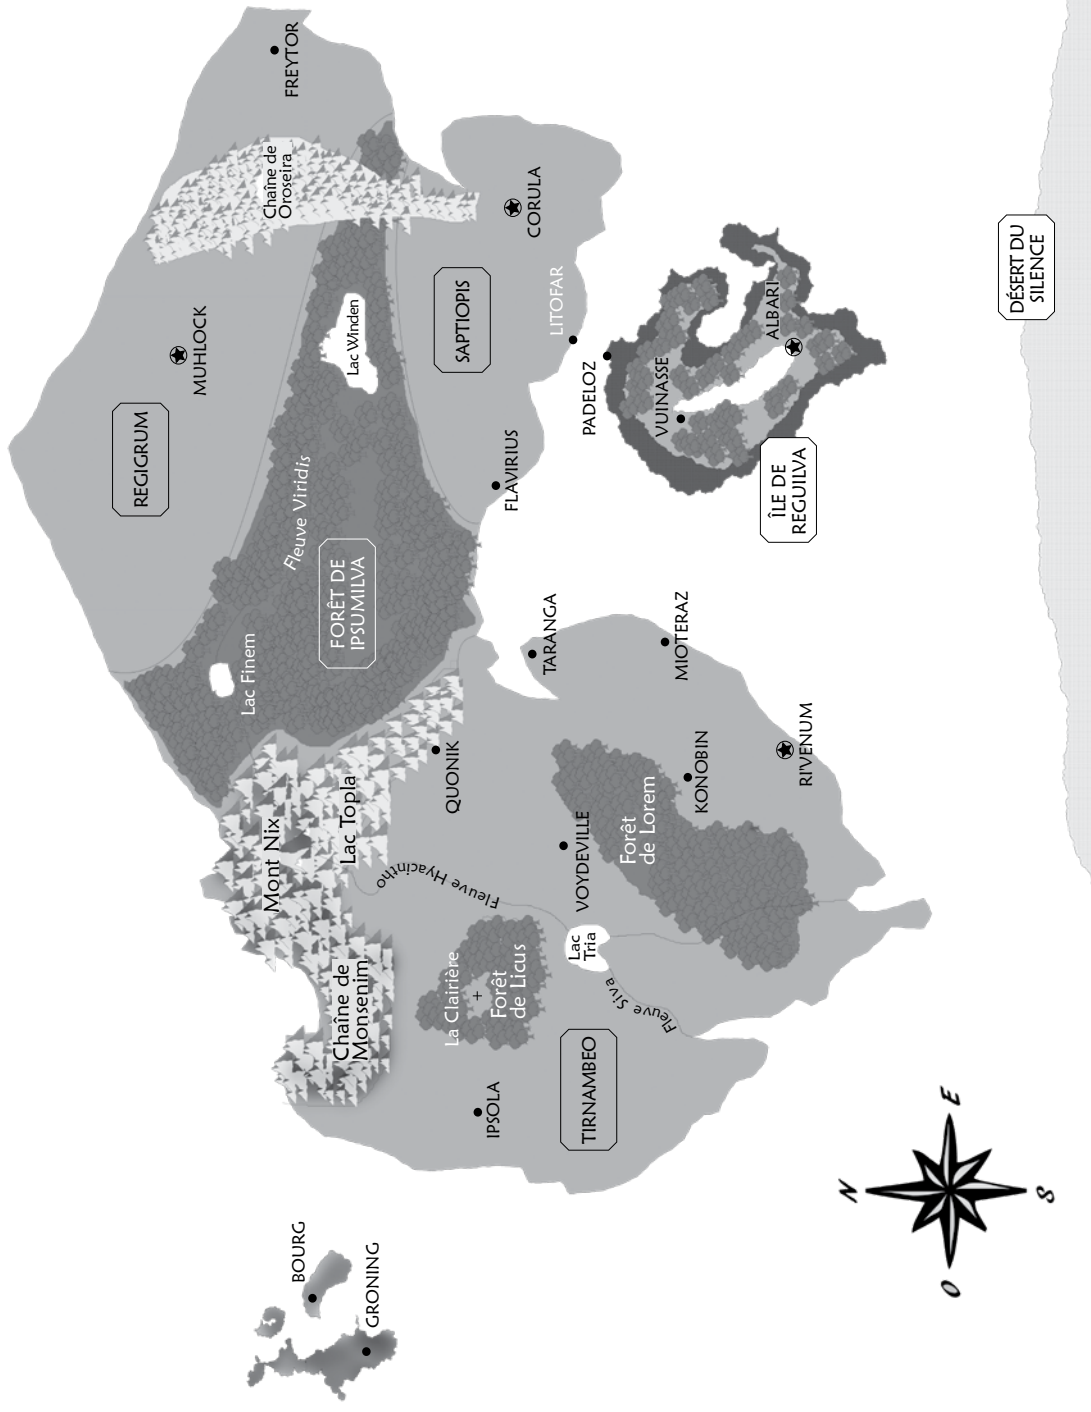 REGIGRUM
MUHLOCK
Lac Finem
Mont Nix
Fleuve Viridis
Chaîne de
Oroseira
FREYTOR
BOURG
GRONING
Chaîne de
Monsenim
Lac Topla
FORÊT DE
IPSUMILVA
Lac Winden
QUONIK
Fleuve Hyacintho
La Clairière
Forêt
de Licus
IPSOLA
SAPTIOPIS
FLAVIRIUS
CORULA
LITOFAR
PADELOZ
TARANGA
VOYDEVILLE
Lac
Tria
Fleuve Silva
TIRNAMBEO
Forêt
de Lorem
KONOBIN
MIOTERAZ
VUINASSE
ALBARI
ÎLE DE
REGUILVA
RI'VENUM
N
O
E
S
DÉSERT DU
SILENCE